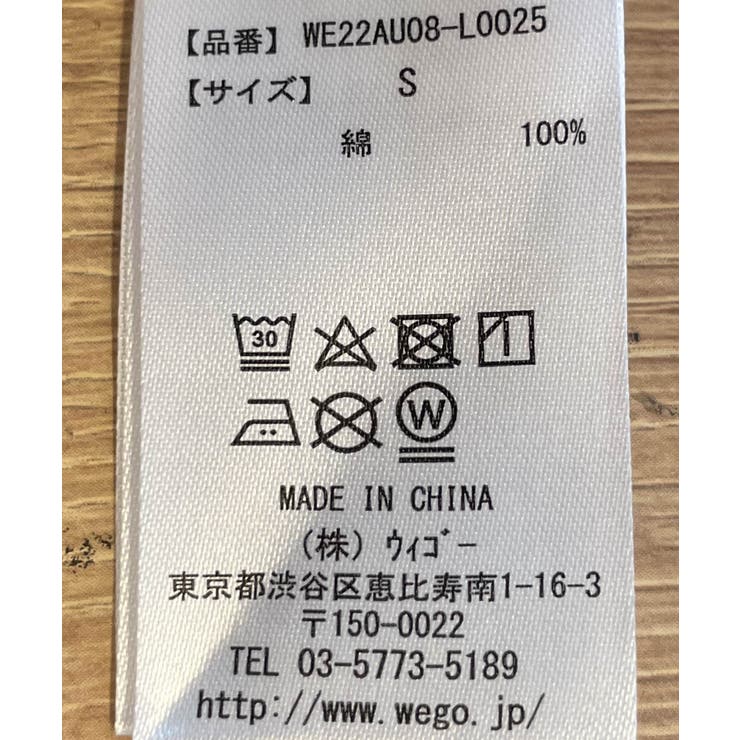 【品番】 WE22AU08-L0025
【サイズ】 S
綿 100%
30
W
MADE IN CHINA
（株）ｳｨｺﾞｰ
東京都渋谷区恵比寿南1-16-3
〒150-0022
TEL 03-5773-5189
http://www.wego.jp/